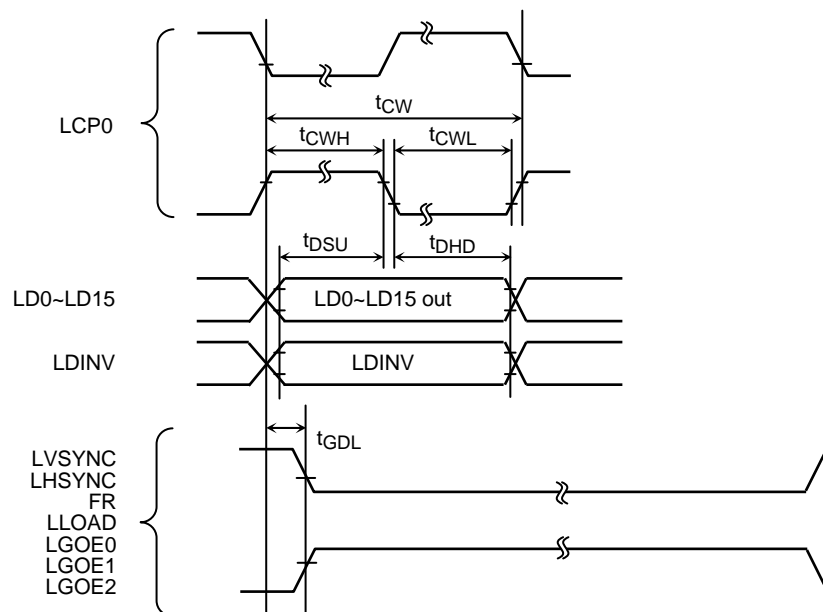 LCP0
tCW
tCWH
tCWL
tDSU
tDHD
LD0~LD15
LD0~LD15 out
LDINV
LDINV
tGDL
LVSYNC
LHSYNC
FR
LLOAD
LGOE0
LGOE1
LGOE2